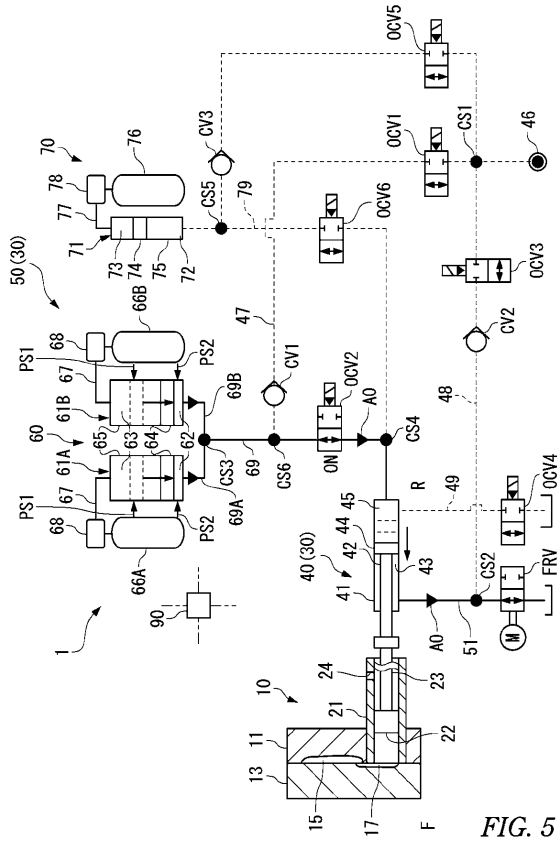 50 (30)
70
1
60
61A
61B
68
67
PS1
65
63
64
62
66A
PS2
69A
68
67
PS1
66B
PS2
69B
CS3
69
78
77
76
71
73
74
75
72
CS5
CV3
79
47
CV1
CS6
OCV2
ON
A0
CS4
OCV6
OCV5
OCV1
CS1
46
OCV3
CV2
48
49
OCV4
R
45
44
42
43
41
40 (30)
90
A0
51
CS2
FRV
M
10
24
23
21
22
11
13
15
17
F
FIG. 5